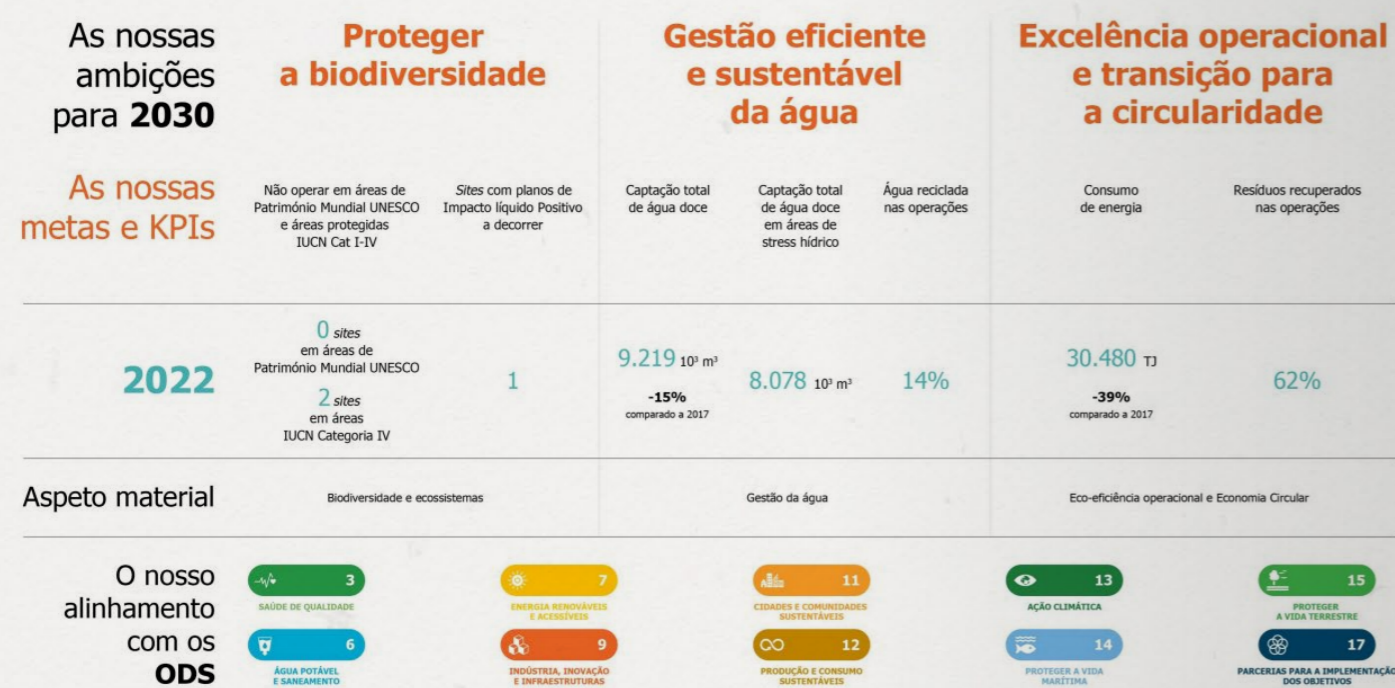 As nossas
ambições
para 2030
Proteger
a biodiversidade
Gestão eficiente
e sustentável
da água
Excelência operacional
e transição para
a circularidade
As nossas
metas e KPIs
Não operar em áreas de
Património Mundial UNESCO
e áreas protegidas
IUCN Cat I-IV
Sites com planos de
Impacto líquido Positivo
a decorrer
Captação total
de água doce
Captação total
de água doce
em áreas de
stress hídrico
Água reciclada
nas operações
Consumo
de energia
Resíduos recuperados
nas operações
2022
0 sites
em áreas de
Património Mundial UNESCO
2 sites
em áreas
IUCN Categoria IV
1
9.219 10³ m³
-15%
comparado a 2017
8.078 10³ m³
14%
30.480 TJ
-39%
comparado a 2017
62%
Aspeto material
Biodiversidade e ecossistemas
Gestão da água
Eco-eficiência operacional e Economia Circular
O nosso
alinhamento
com os
ODS
3
SAÚDE DE QUALIDADE
7
ENERGIA RENOVÁVEIS
E ACESSÍVEIS
11
CIDADES E COMUNIDADES
SUSTENTÁVEIS
13
AÇÃO CLIMÁTICA
15
PROTEGER
A VIDA TERRESTRE
6
ÁGUA POTÁVEL
E SANEAMENTO
9
INDÚSTRIA, INOVAÇÃO
E INFRAESTRUTURAS
12
PRODUÇÃO E CONSUMO
SUSTENTÁVEIS
14
PROTEGER A VIDA
MARÍTIMA
17
PARCERIAS PARA A IMPLEMENTAÇÃO
DOS OBJETIVOS